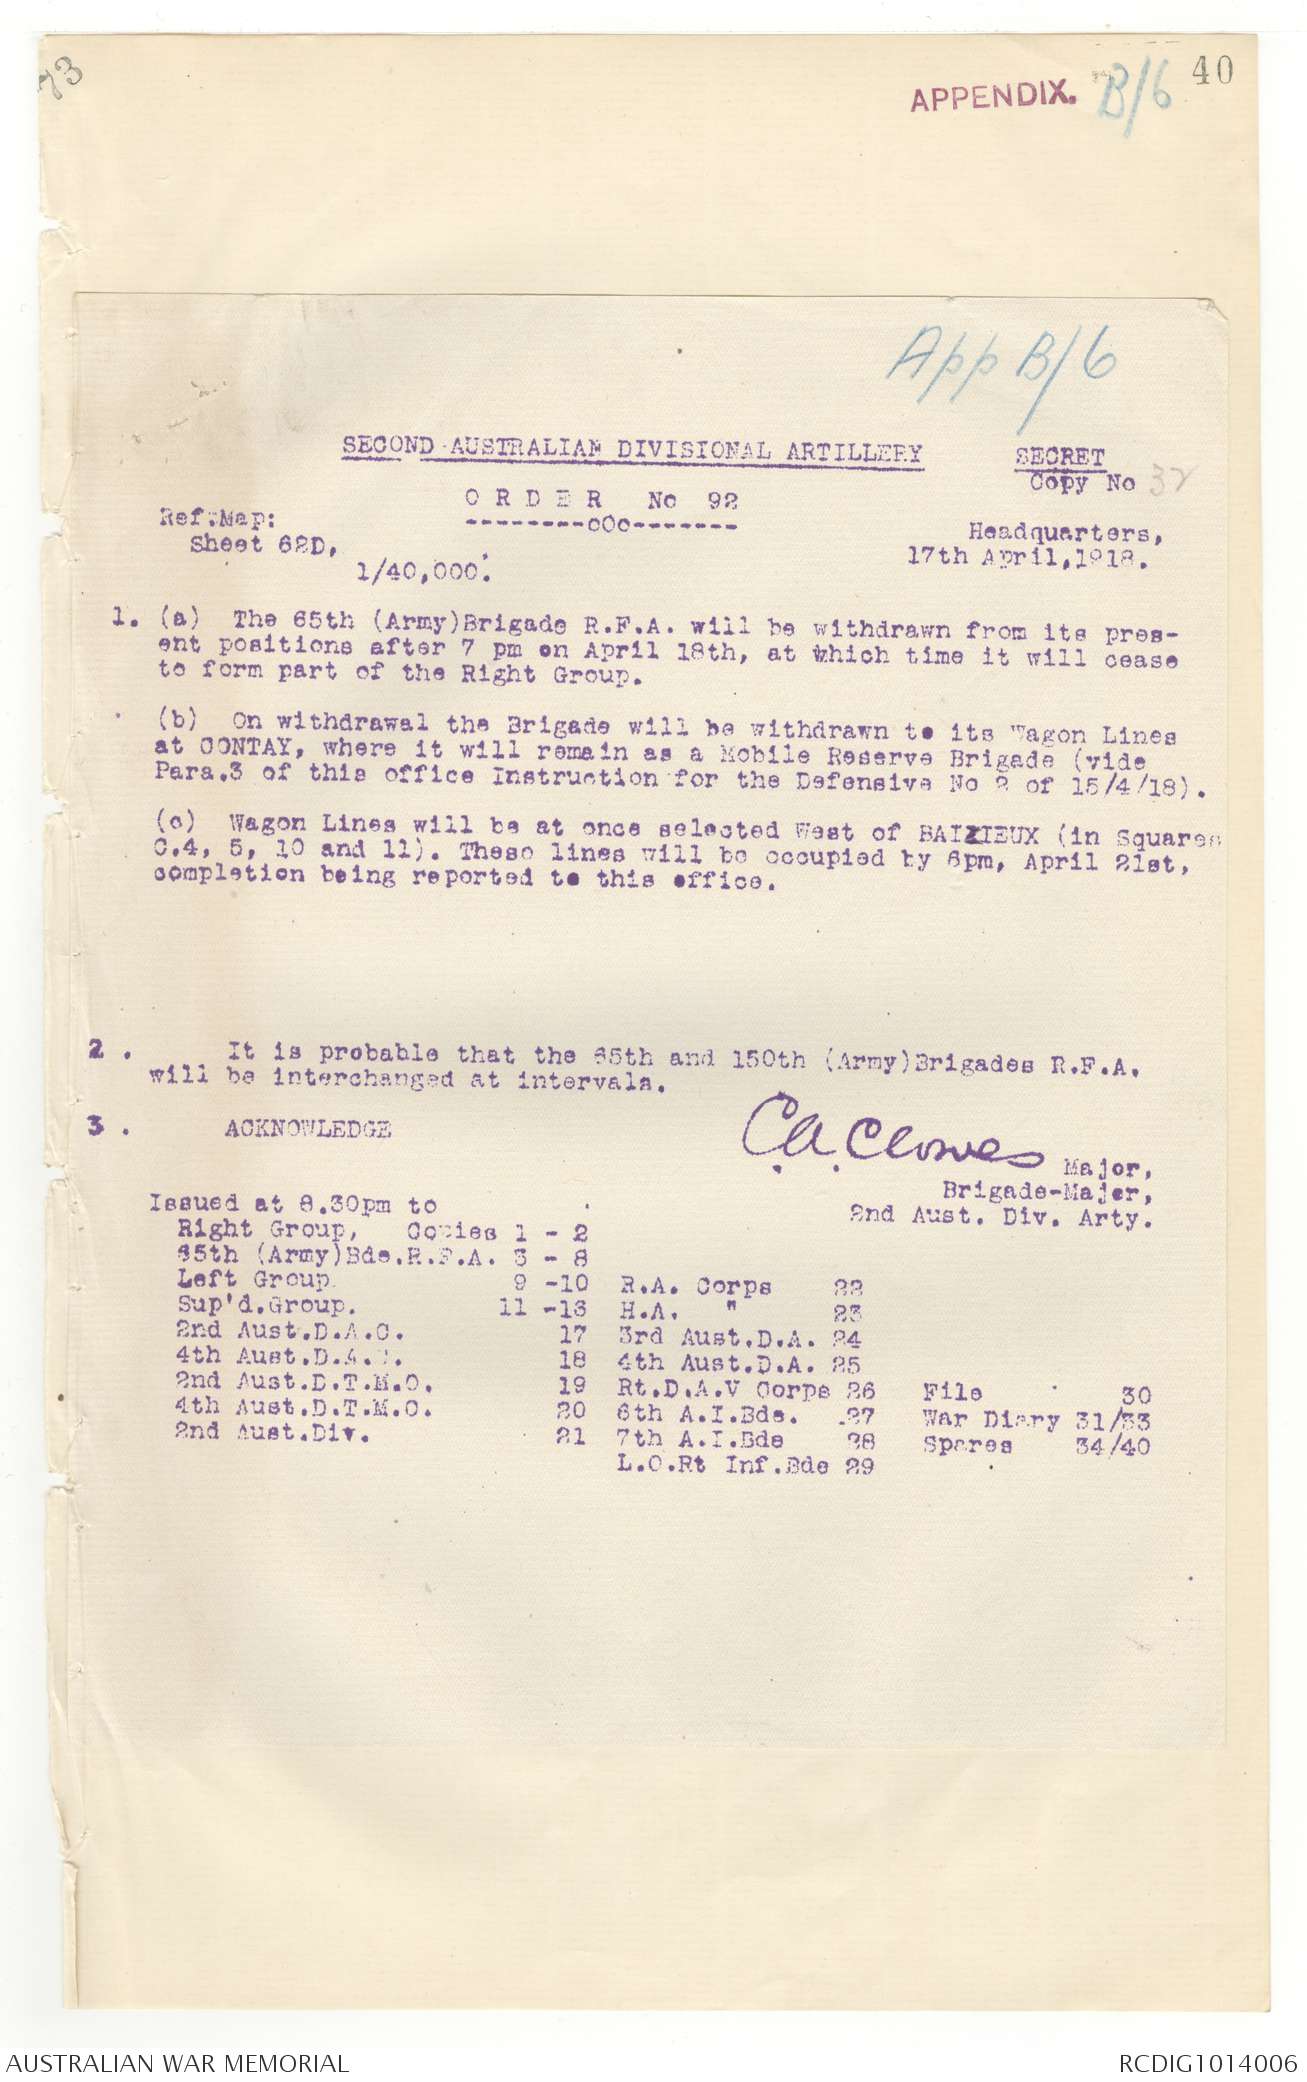 73
APPENDIX. B/6 40
App B/6
SECOND AUSTRALIAN DIVISIONAL ARTILLERY
SECRET
Copy No 32
O R D E R No 92
--------oOo-------
Ref:Map:
Sheet 62D,
1/40,000.
Headquarters,
17th April,1918.
1. (a) The 65th (Army)Brigade R.F.A. will be withdrawn from its pres-
ent positions after 7 pm on April 18th, at which time it will cease
to form part of the Right Group.
(b) On withdrawal the Brigade will be withdrawn to its Wagon Lines
at CONTAY, where it will remain as a Mobile Reserve Brigade (vide
Para.3 of this office Instruction for the Defensive No 2 of 15/4/18).
(c) Wagon Lines will be at once selected West of BAIZIEUX (in Squares
C.4, 5, 10 and 11). These lines will be occupied by 6pm, April 21st,
completion being reported to this office.
2. It is probable that the 65th and 150th (Army)Brigades R.F.A.
will be interchanged at intervals.
3. ACKNOWLEDGE
C.A. Clowes Major,
Brigade-Major,
2nd Aust. Div. Arty.
Issued at 8.30pm to
Right Group, Copies 1 - 2
65th (Army)Bde.R.F.A. 3 - 8
Left Group 9 -10 R.A. Corps 22
Sup'd.Group. 11 -16 H.A. " 23
2nd Aust.D.A.C. 17 3rd Aust.D.A. 24
4th Aust.D.A.C. 18 4th Aust.D.A. 25
2nd Aust.D.T.M.O. 19 Rt.D.A.V Corps 26 File 30
4th Aust.D.T.M.O. 20 6th A.I.Bde. 27 War Diary 31/33
2nd Aust.Div. 21 7th A.I.Bde 28 Spares 34/40
L.O.Rt Inf.Bde 29
AUSTRALIAN WAR MEMORIAL RCDIG1014006